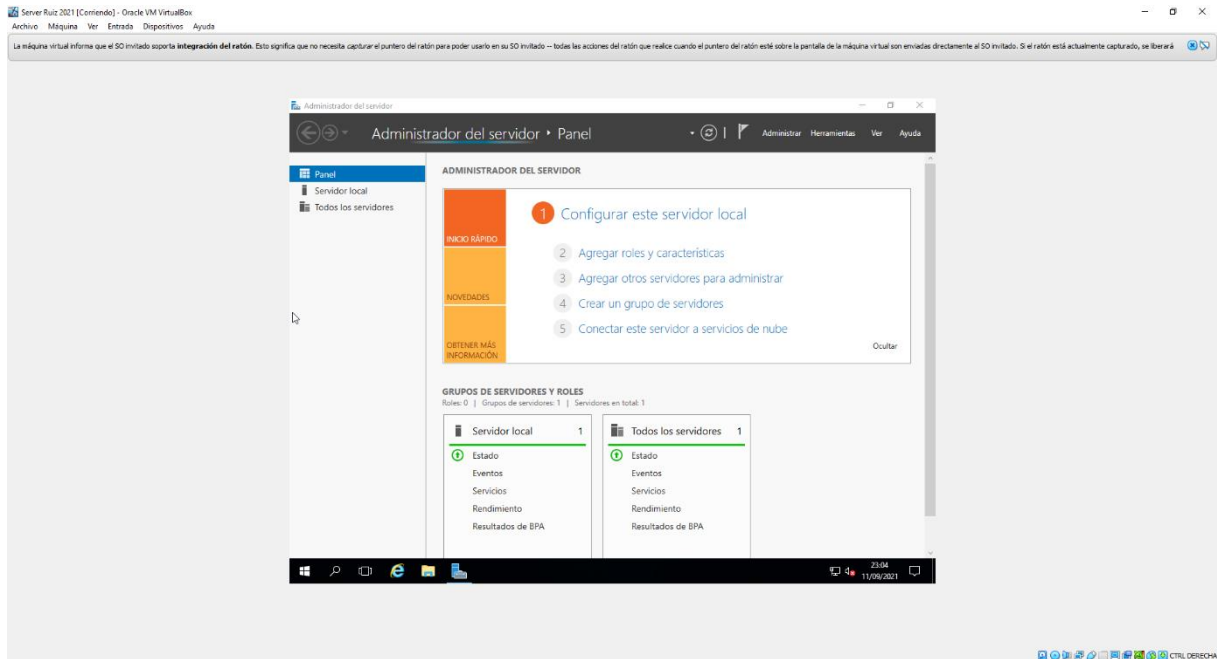 Server Ruiz 2021 [Corriendo] - Oracle VM VirtualBox
Archivo Máquina Ver Entrada Dispositivos Ayuda
La máquina virtual informa que el SO invitado soporta integración del ratón. Esto significa que no necesita capturar el puntero del ratón para poder usarlo en su SO invitado -- todas las acciones del ratón que realice cuando el puntero del ratón esté sobre la pantalla de la máquina virtual son enviadas directamente al SO invitado. Si el ratón está actualmente capturado, se liberará
Administrador del servidor
Administrador del servidor ‣ Panel
Administrar Herramientas Ver Ayuda
Panel
Servidor local
Todos los servidores
ADMINISTRADOR DEL SERVIDOR
INICIO RÁPIDO
NOVEDADES
OBTENER MÁS
INFORMACIÓN
1 Configurar este servidor local
2 Agregar roles y características
3 Agregar otros servidores para administrar
4 Crear un grupo de servidores
5 Conectar este servidor a servicios de nube
Ocultar
GRUPOS DE SERVIDORES Y ROLES
Roles: 0 | Grupos de servidores: 1 | Servidores en total: 1
Servidor local 1
Estado
Eventos
Servicios
Rendimiento
Resultados de BPA
Todos los servidores 1
Estado
Eventos
Servicios
Rendimiento
Resultados de BPA
23:04
11/09/2021
CTRL DERECHA